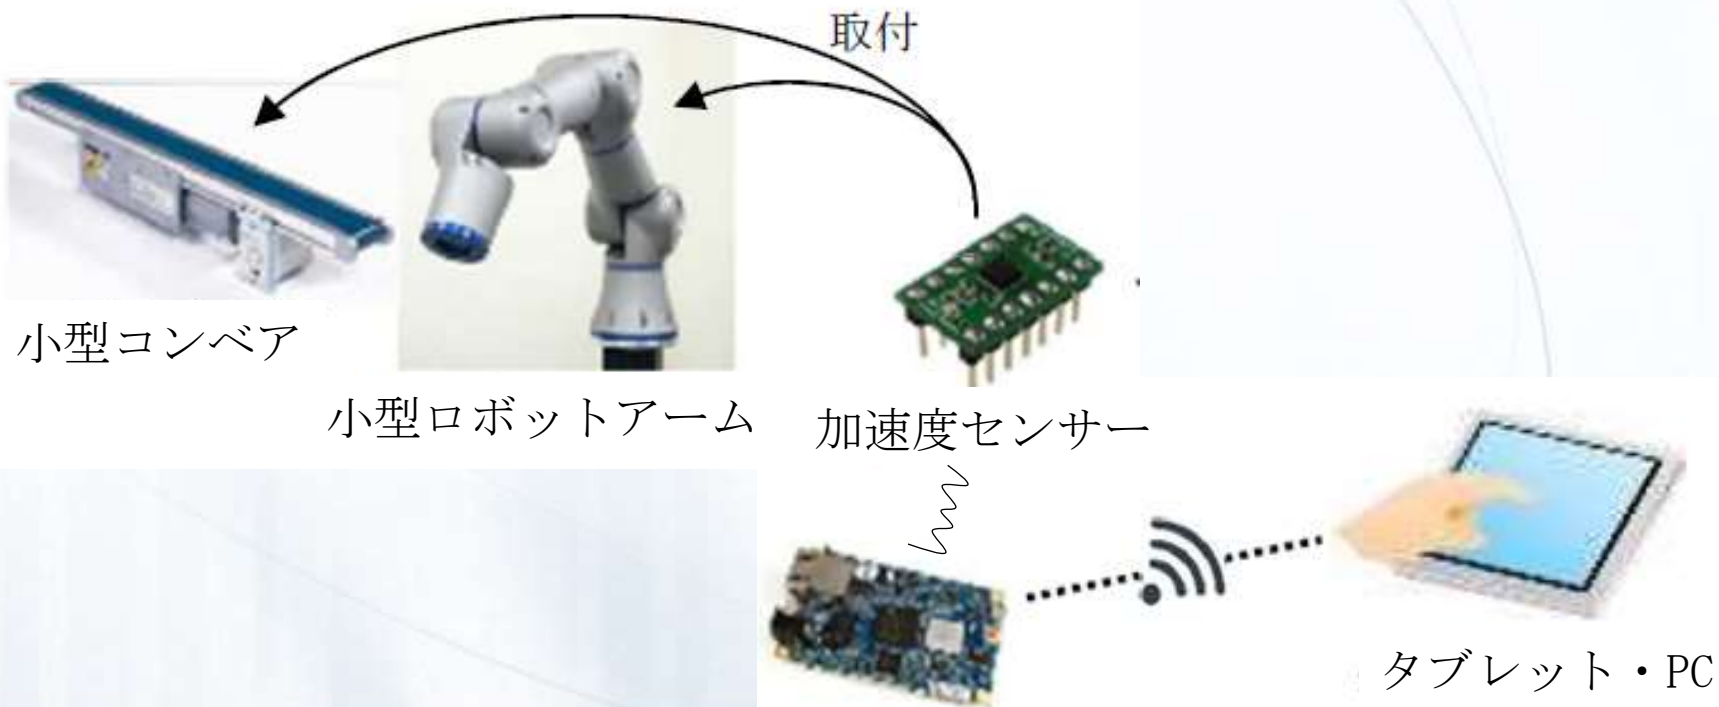 取付
小型コンベア
小型ロボットアーム
加速度センサー
タブレット・PC